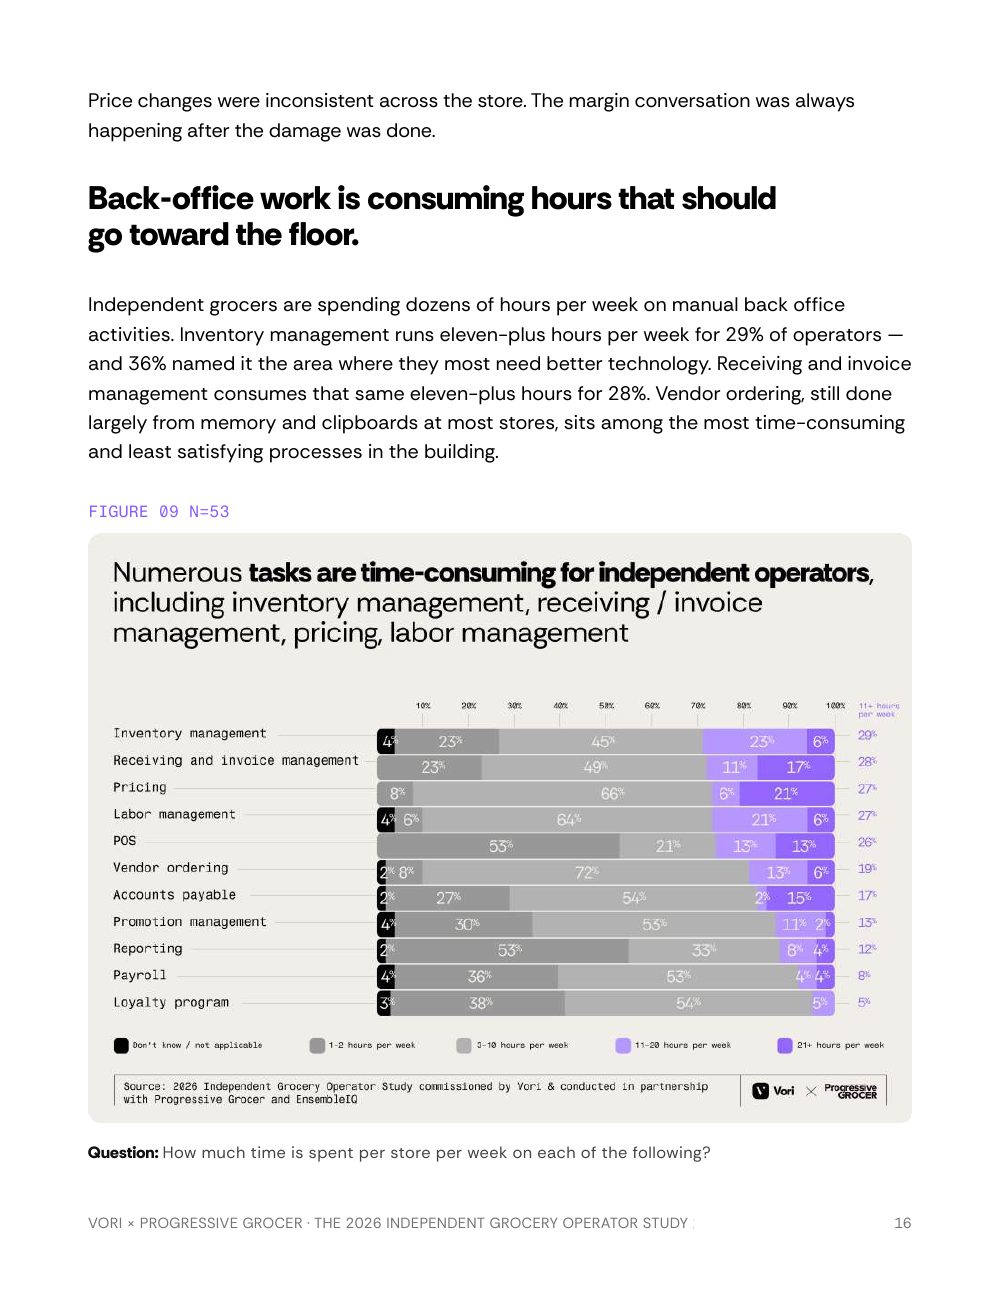 Price changes were inconsistent across the store. The margin conversation was always
happening after the damage was done.
Back-office work is consuming hours that should
go toward the floor.
Independent grocers are spending dozens of hours per week on manual back office
activities. Inventory management runs eleven-plus hours per week for 29% of operators —
and 36% named it the area where they most need better technology. Receiving and invoice
management consumes that same eleven-plus hours for 28%. Vendor ordering, still done
largely from memory and clipboards at most stores, sits among the most time-consuming
and least satisfying processes in the building.
FIGURE 09 N=53
Numerous tasks are time-consuming for independent operators,
including inventory management, receiving / invoice
management, pricing, labor management
10% 20% 30% 40% 50% 60% 70% 80% 90% 100% 11+ hours
per week
Inventory management 4% 23% 45% 23% 6% 29%
Receiving and invoice management 23% 49% 11% 17% 28%
Pricing 8% 66% 6% 21% 27%
Labor management 4% 6% 64% 21% 6% 27%
POS 53% 21% 13% 13% 26%
Vendor ordering 2% 8% 72% 13% 6% 19%
Accounts payable 2% 27% 54% 2% 15% 17%
Promotion management 4% 30% 53% 11% 2% 13%
Reporting 2% 53% 33% 8% 4% 12%
Payroll 4% 36% 53% 4% 4% 8%
Loyalty program 3% 38% 54% 5% 5%
Don't know / not applicable 1-2 hours per week 3-10 hours per week 11-20 hours per week 21+ hours per week
Source: 2026 Independent Grocery Operator Study commissioned by Vori & conducted in partnership
with Progressive Grocer and EnsembleIQ
Vori × Progressive
GROCER
Question: How much time is spent per store per week on each of the following?
VORI × PROGRESSIVE GROCER · THE 2026 INDEPENDENT GROCERY OPERATOR STUDY 16